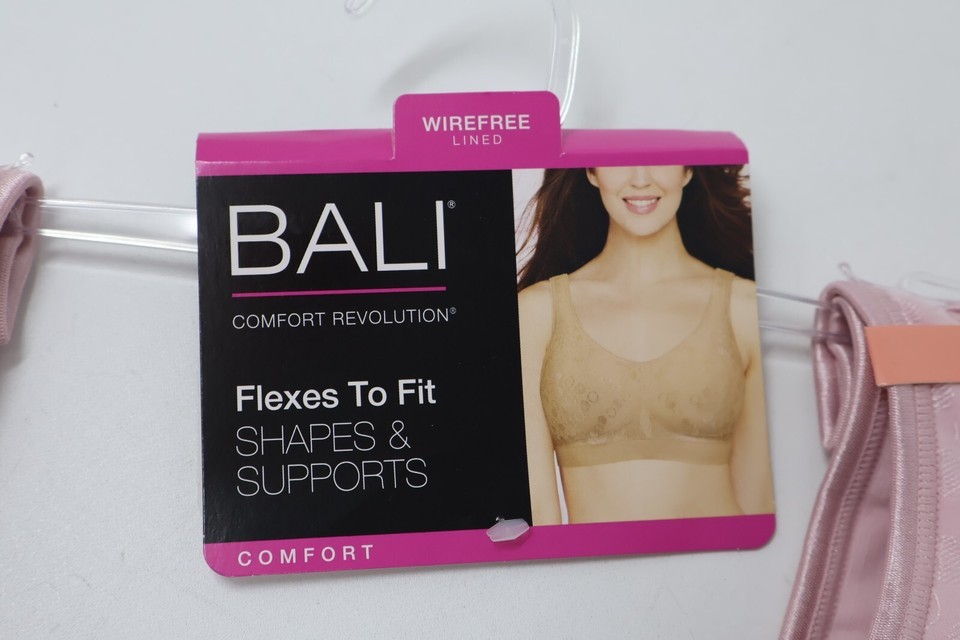 WIREFREE
LINED
BALI®
COMFORT REVOLUTION®
Flexes To Fit
SHAPES &
SUPPORTS
COMFORT